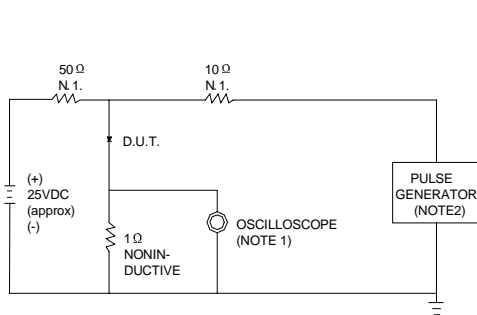 50 Ω
N. 1.
10 Ω
N. 1.
D.U.T.
(+)
25VDC
(approx)
(-)
1 Ω
NONIN-
DUCTIVE
OSCILLOSCOPE
(NOTE 1)
PULSE
GENERATOR
(NOTE2)